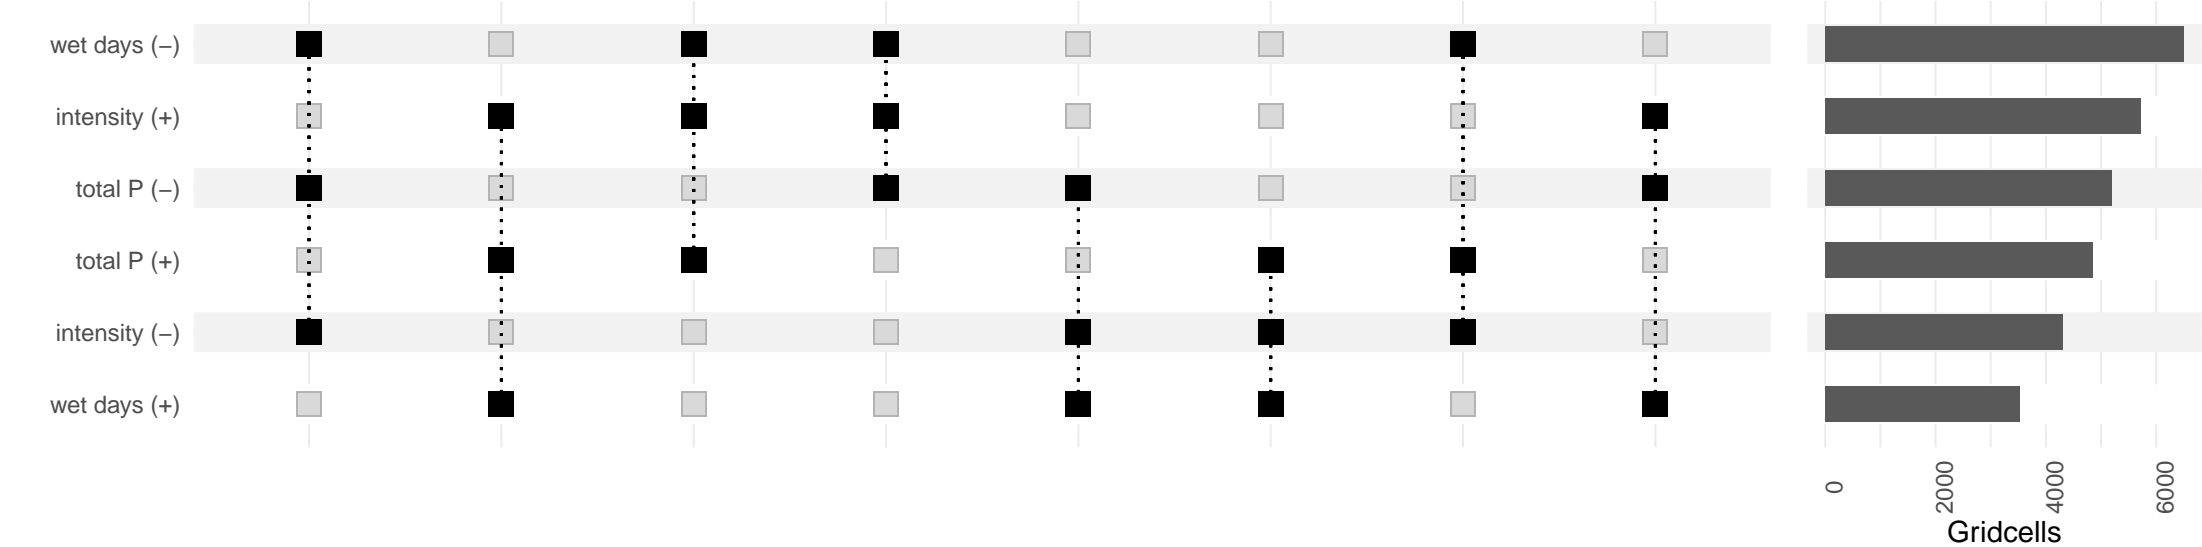 wet days (–)
intensity (+)
total P (–)
total P (+)
intensity (–)
wet days (+)
0
2000
4000
6000
Gridcells